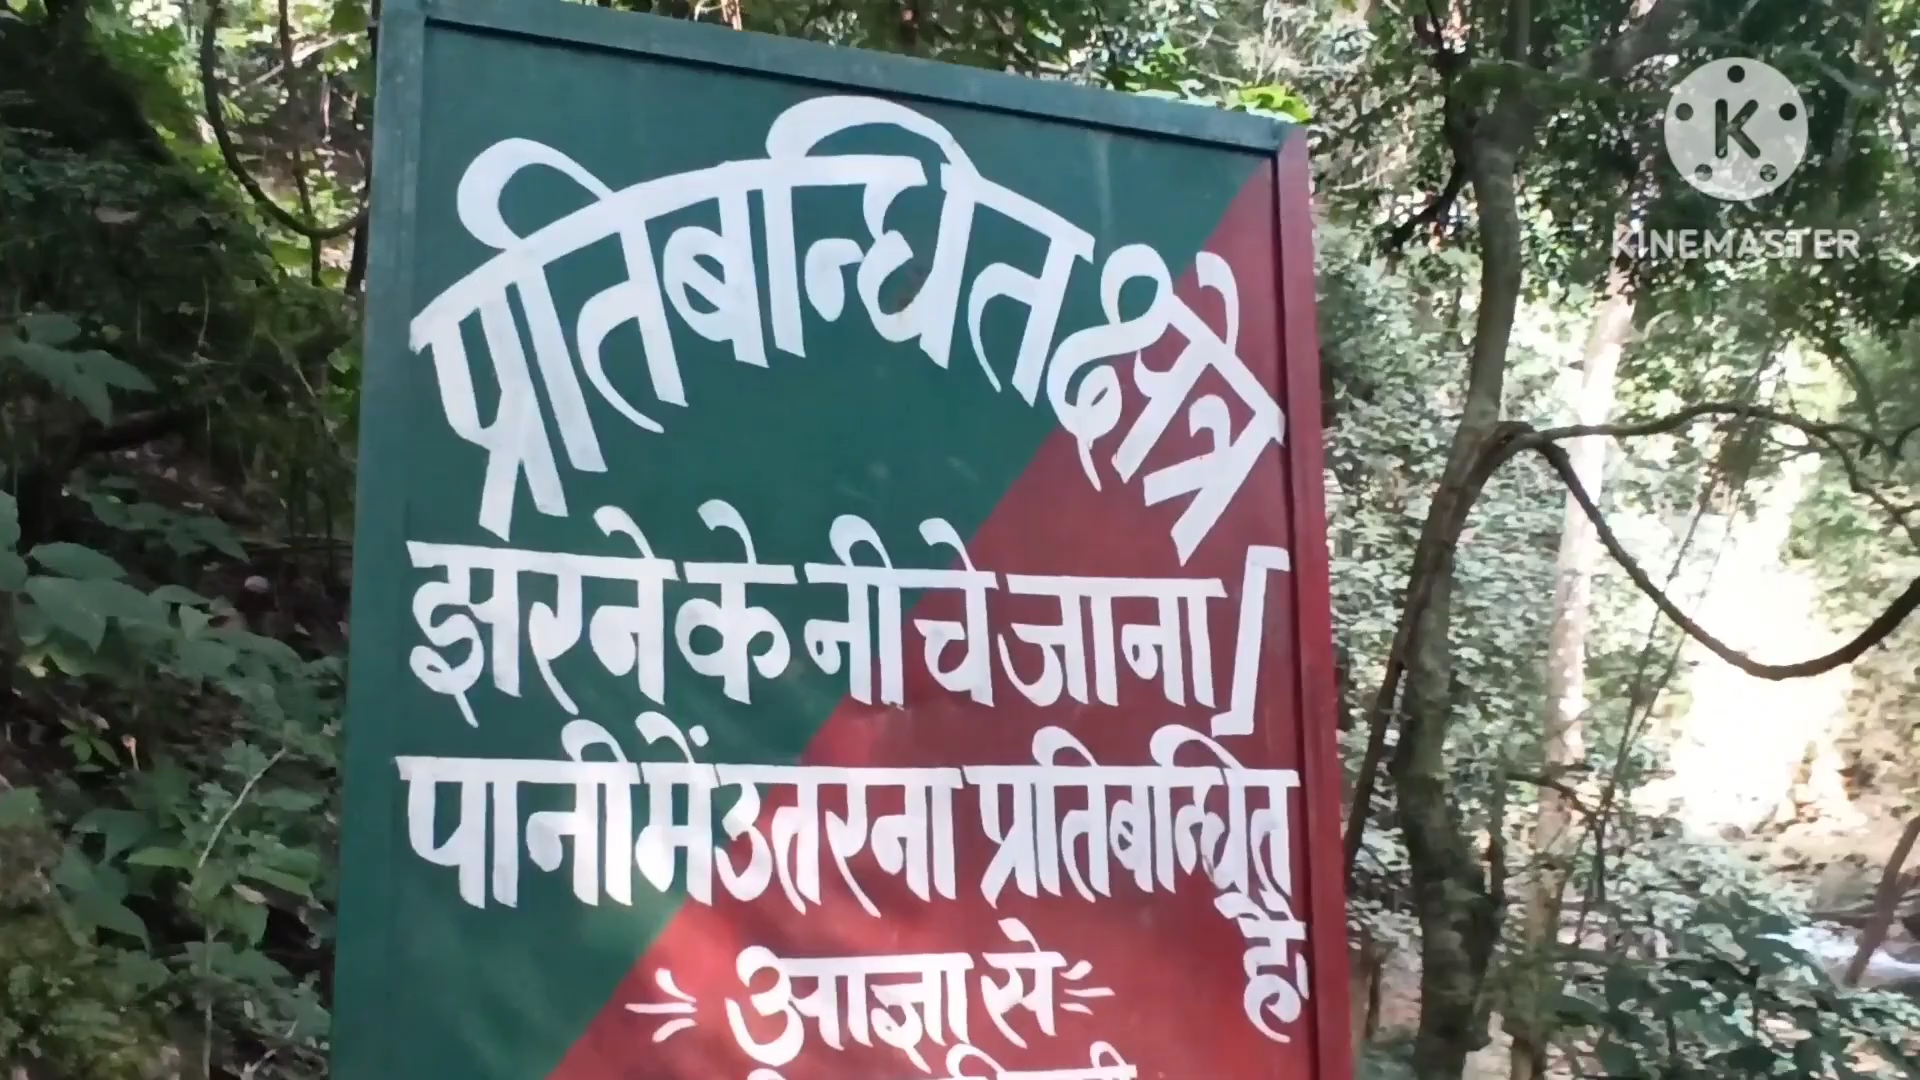 प्रतिबन्धित क्षेत्र
झरने के नीचे जाना/
पानी में उतरना प्रतिबन्धित
है
आज्ञा से
K
KINEMASTER